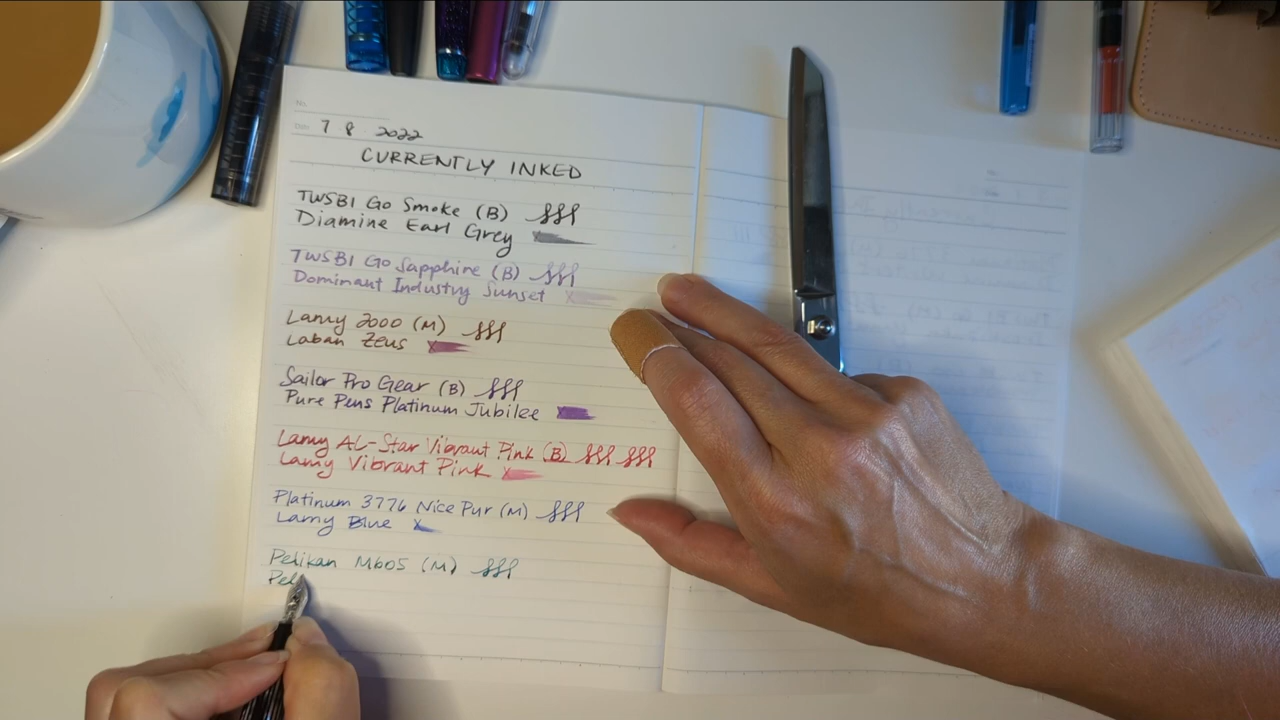 No.
7 8 2022
CURRENTLY INKED
TWSBI Go Smoke (B)
Diamine Earl Grey
TWSBI Go Sapphire (B)
Dominant Industry Sunset
Lamy 2000 (M)
Laban Zeus
Sailor Pro Gear (B)
Pure Pens Platinum Jubilee
Lamy AL-Star Vibrant Pink (B)
Lamy Vibrant Pink
Platinum 3776 Nice Pur (M)
Lamy Blue
Pelikan M605 (M)
Pel